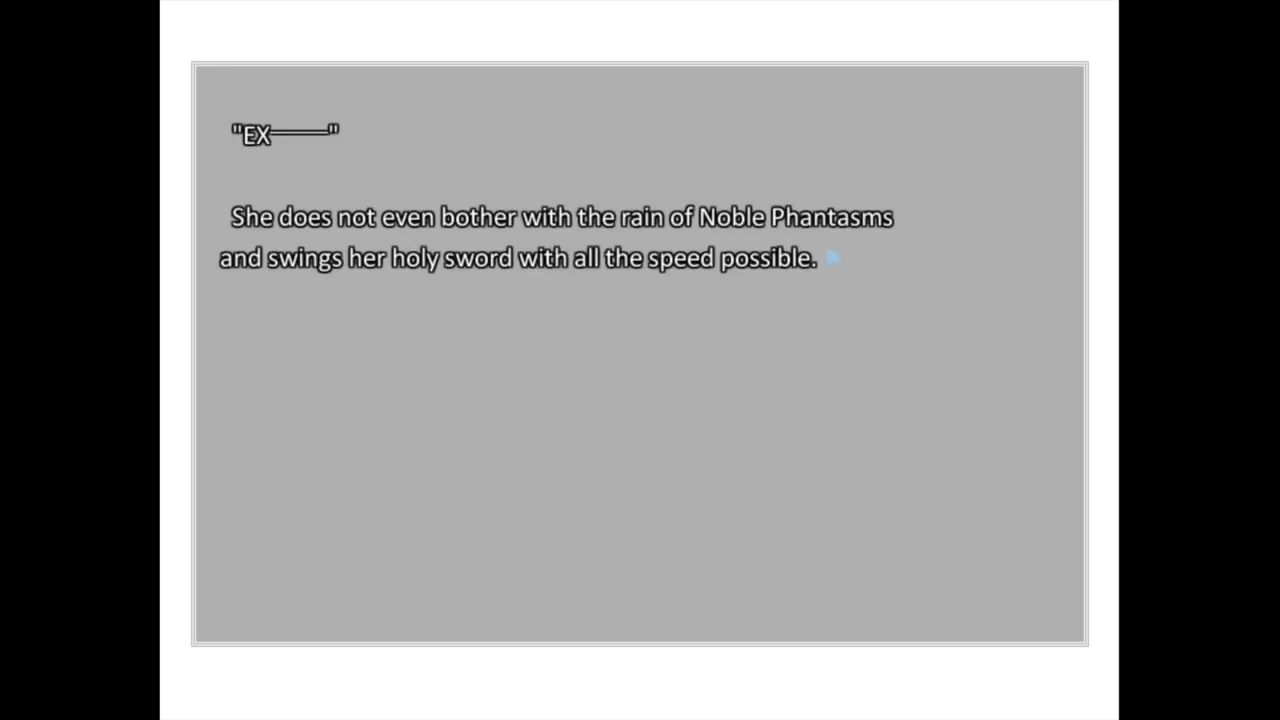 "EX────"
She does not even bother with the rain of Noble Phantasms
and swings her holy sword with all the speed possible.